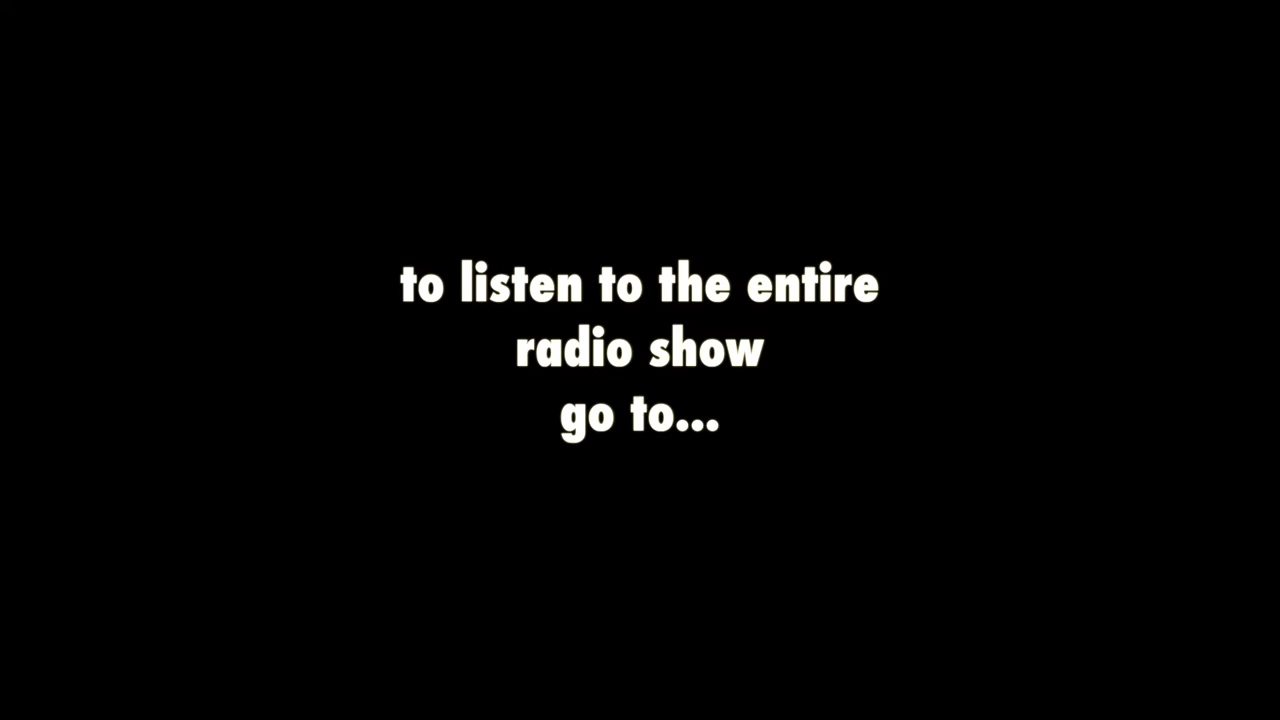 to listen to the entire
radio show
go to...